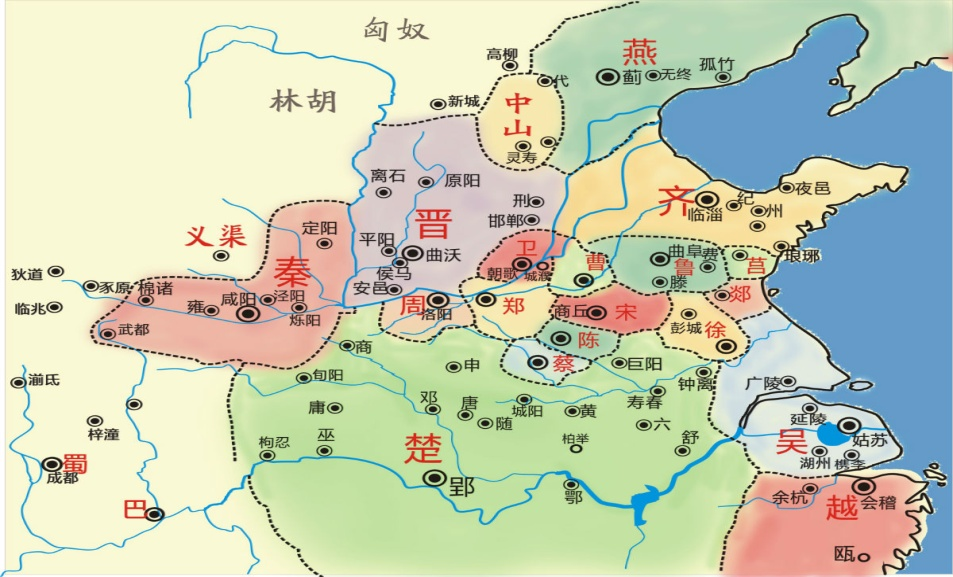 匈奴
林胡
燕
高柳
代
蓟
无终
孤竹
新城
中山
灵寿
离石
原阳
晋
邢
邯郸
平阳
曲沃
侯马
安邑
齐
临淄
纪
州
夜邑
琅琊
义渠
定阳
秦
狄道
临兆
豕原
棉诸
雍
咸阳
泾阳
烁阳
武都
周
洛阳
卫
朝歌
城濮
曹
曲阜
费
鲁
滕
莒
郯
郑
商丘
宋
彭城
徐
陈
蔡
巨阳
钟离
商
旬阳
申
寿春
广陵
湔氐
梓潼
蜀
成都
巴
庸
巫
枸忍
邓
唐
随
城阳
黄
六
舒
柏举
楚
郢
鄂
延陵
吴
姑苏
湖州
檇李
余杭
越
会稽
瓯